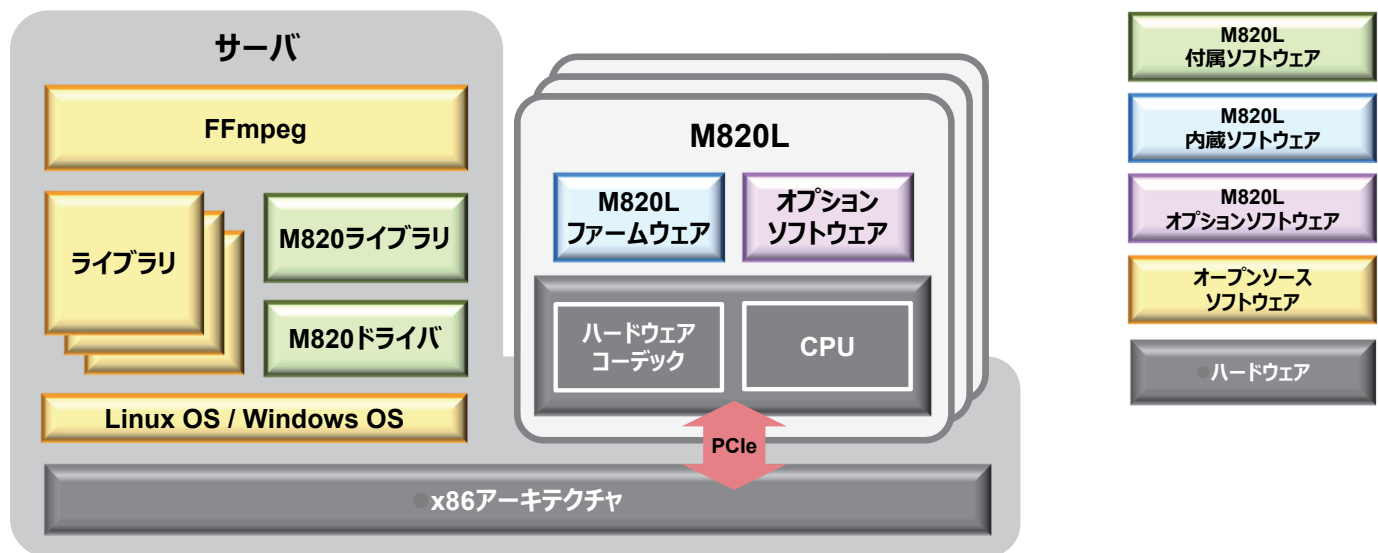 サーバ
FFmpeg
ライブラリ
M820ライブラリ
M820ドライバ
Linux OS / Windows OS
M820L
M820L
ファームウェア
オプション
ソフトウェア
ハードウェア
コーデック
CPU
PCIe
x86アーキテクチャ
M820L
付属ソフトウェア
M820L
内蔵ソフトウェア
M820L
オプションソフトウェア
オープンソース
ソフトウェア
ハードウェア